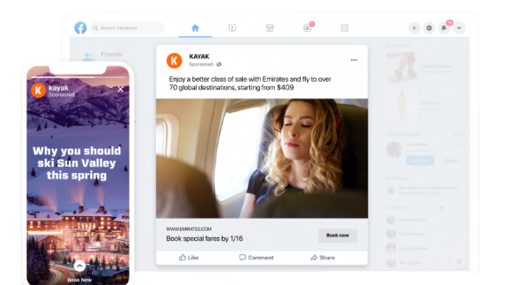 Search Facebook
Friends
KAYAK
Sponsored
Enjoy a better class of sale with Emirates and fly to over
70 global destinations, starting from $409
WWW.EMIRATES.COM
Book special fares by 1/16
Book now
Like
Comment
Share
K
kayak
Sponsored
Why you should
ski Sun Valley
this spring
Book Now